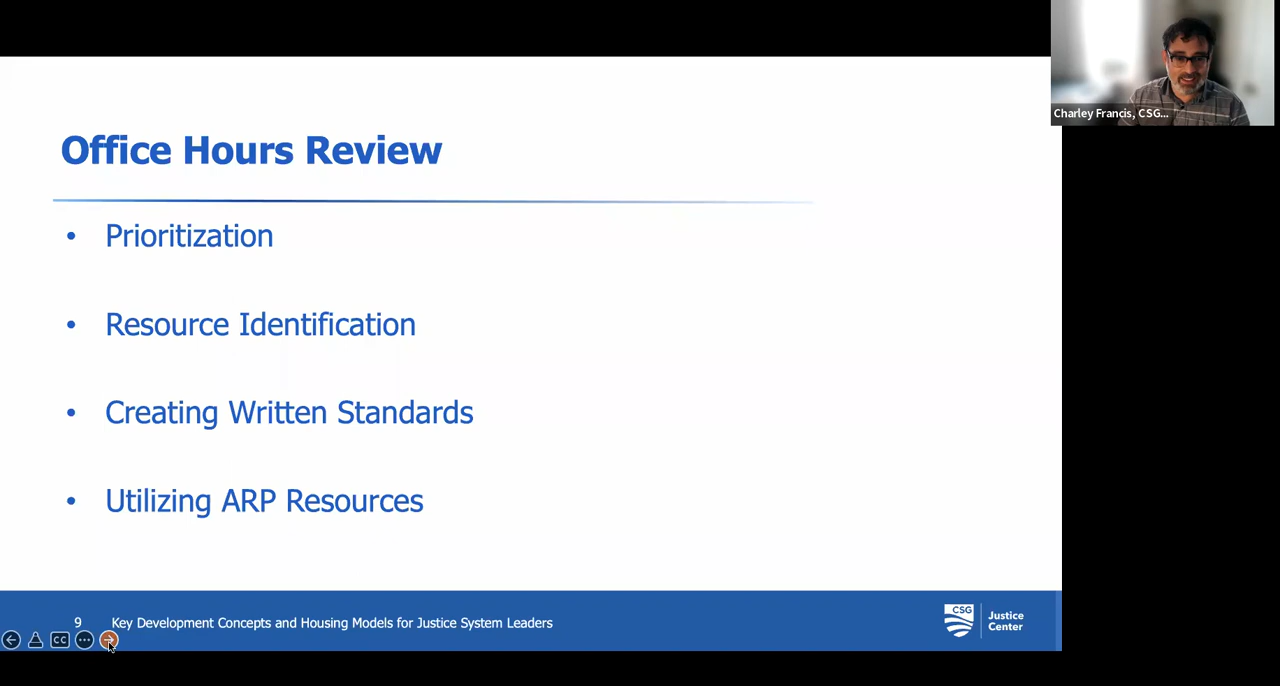 Charley Francis, CSG...
Office Hours Review
• Prioritization
• Resource Identification
• Creating Written Standards
• Utilizing ARP Resources
9 Key Development Concepts and Housing Models for Justice System Leaders
CSG
Justice
Center
CC